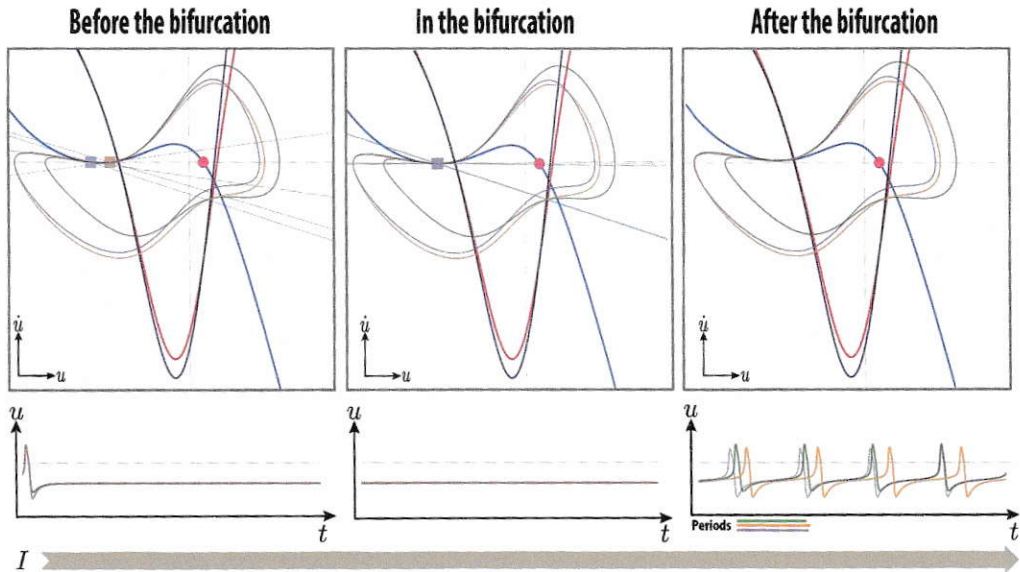 Before the bifurcation
In the bifurcation
After the bifurcation
u̇
u
u̇
u
u̇
u
u
t
u
t
u
Periods
t
I